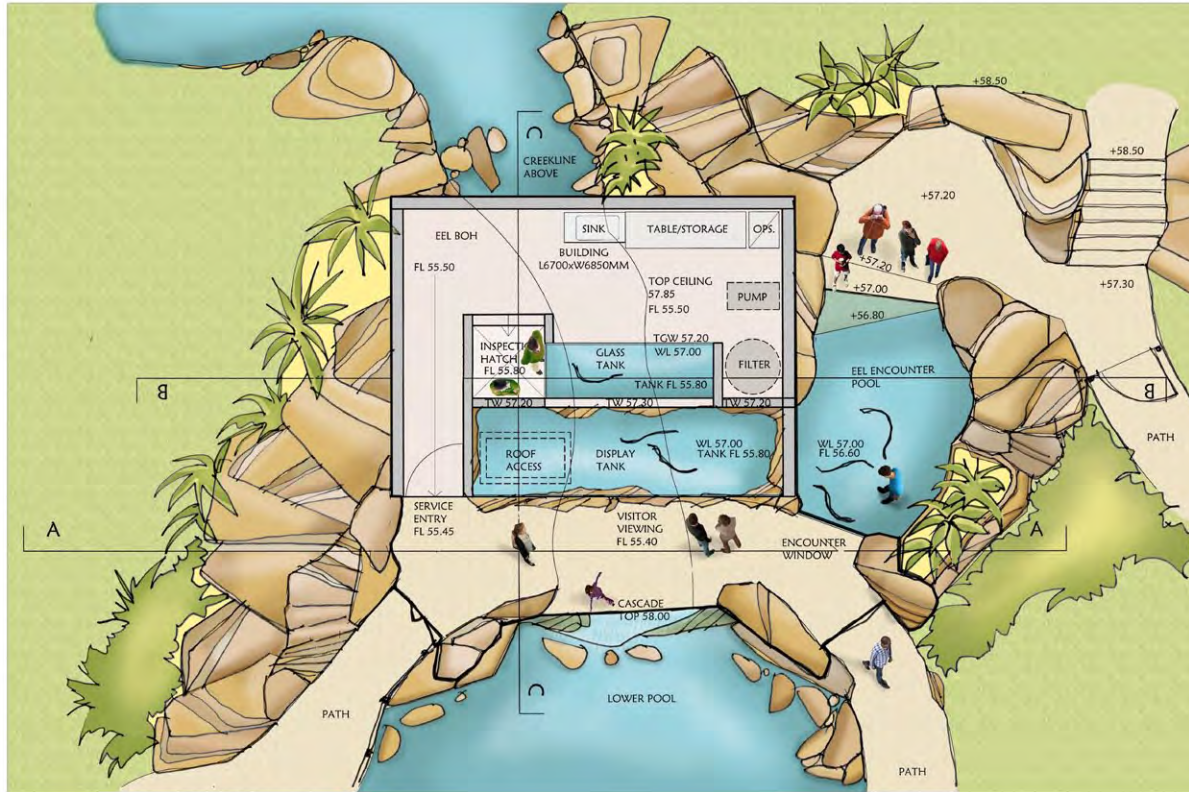 +58.50
CREEKLINE
ABOVE
+58.50
+57.20
EEL BOH
SINK
TABLE/STORAGE
OPS.
BUILDING
L6700xW6850MM
FL 55.50
TOP CEILING
57.85
FL 55.50
PUMP
+57.20
+57.00
+56.80
+57.30
TGW 57.20
WL 57.00
INSPECTI
HATCH
FL 55.80
GLASS
TANK
TANK FL 55.80
FILTER
EEL ENCOUNTER
POOL
B
B
TW 57.20
TW 57.30
TW 57.20
PATH
ROOF
ACCESS
DISPLAY
TANK
WL 57.00
TANK FL 55.80
WL 57.00
FL 56.60
SERVICE
ENTRY
FL 55.45
VISITOR
VIEWING
FL 55.40
ENCOUNTER
WINDOW
A
A
CASCADE
TOP 58.00
C
C
LOWER POOL
PATH
PATH